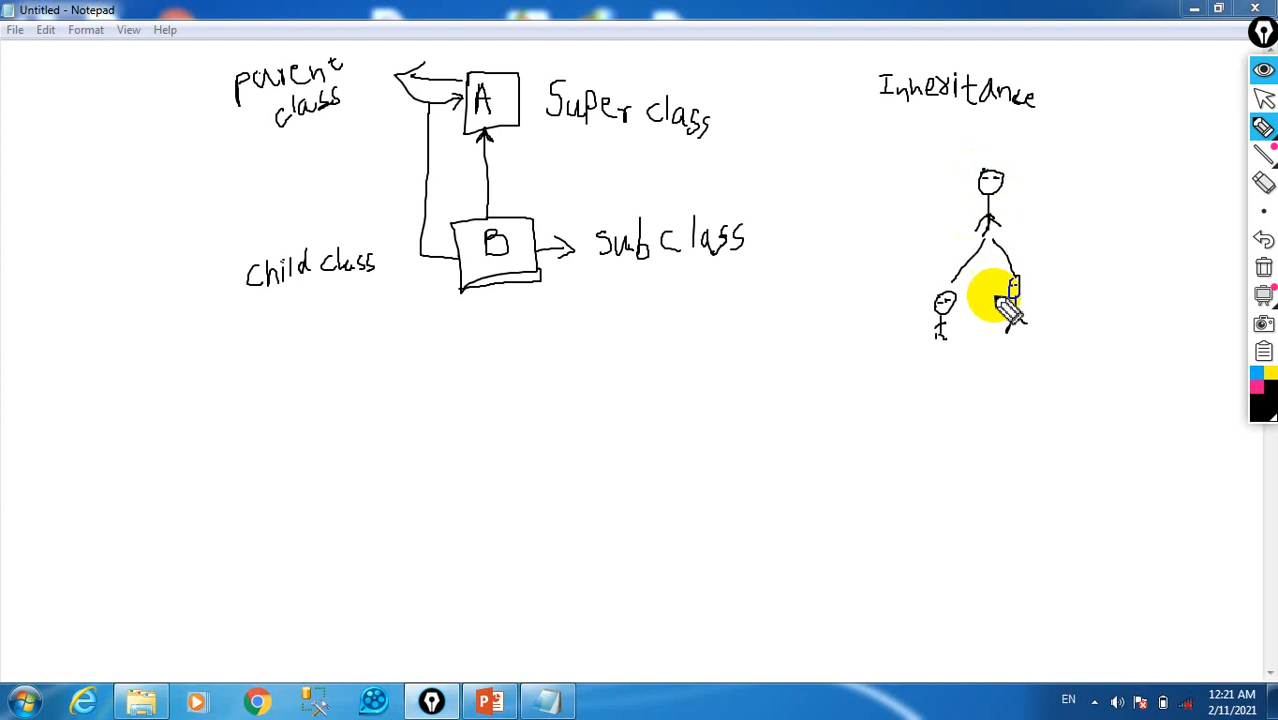 Untitled - Notepad
File Edit Format View Help
parent
class
A
Super class
Inheritance
B
sub class
child class
EN
12:21 AM
2/11/2021